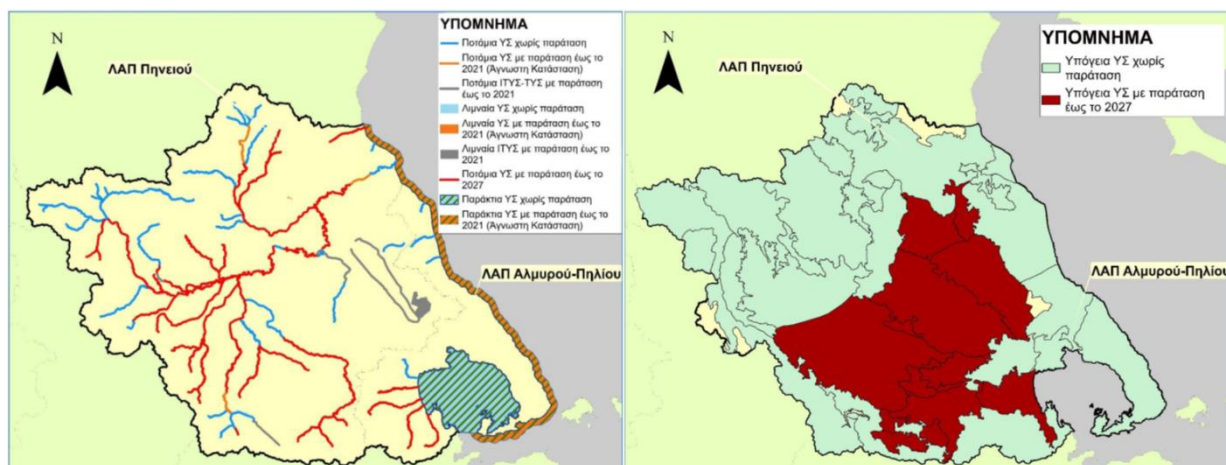 N
ΛΑΠ Πηνειού
ΛΑΠ Αλμυρού-Πηλίου
ΥΠΟΜΝΗΜΑ
Ποτάμια ΥΣ χωρίς παράταση
Ποτάμια ΥΣ με παράταση έως το
2021 (Άγνωστη Κατάσταση)
Ποτάμια ΙΤΥΣ-ΤΥΣ με παράταση
έως το 2021
Λιμναία ΥΣ χωρίς παράταση
Λιμναία ΥΣ με παράταση έως το
2021 (Άγνωστη Κατάσταση)
Λιμναία ΙΤΥΣ με παράταση έως το
2021
Ποτάμια ΥΣ με παράταση έως το
2027
Παράκτια ΥΣ χωρίς παράταση
Παράκτια ΥΣ με παράταση έως το
2021 (Άγνωστη Κατάσταση)
N
ΛΑΠ Πηνειού
ΛΑΠ Αλμυρού-Πηλίου
ΥΠΟΜΝΗΜΑ
Υπόγεια ΥΣ χωρίς
παράταση
Υπόγεια ΥΣ με παράταση
έως το 2027